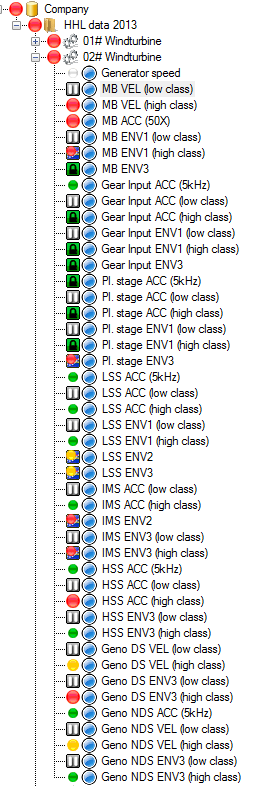 Company
HHL data 2013
01# Windturbine
02# Windturbine
Generator speed
MB VEL (low class)
MB VEL (high class)
MB ACC (50X)
MB ENV1 (low class)
MB ENV1 (high class)
MB ENV3
Gear Input ACC (5kHz)
Gear Input ACC (low class)
Gear Input ACC (high class)
Gear Input ENV1 (low class)
Gear Input ENV1 (high class)
Gear Input ENV3
Pl. stage ACC (5kHz)
Pl. stage ACC (low class)
Pl. stage ACC (high class)
Pl. stage ENV1 (low class)
Pl. stage ENV1 (high class)
Pl. stage ENV3
LSS ACC (5kHz)
LSS ACC (low class)
LSS ACC (high class)
LSS ENV1 (low class)
LSS ENV1 (high class)
LSS ENV2
LSS ENV3
IMS ACC (low class)
IMS ACC (high class)
IMS ENV2
IMS ENV3 (low class)
IMS ENV3 (high class)
HSS ACC (5kHz)
HSS ACC (low class)
HSS ACC (high class)
HSS ENV3 (low class)
HSS ENV3 (high class)
Geno DS VEL (low class)
Geno DS VEL (high class)
Geno DS ENV3 (low class)
Geno DS ENV3 (high class)
Geno NDS ACC (5kHz)
Geno NDS VEL (low class)
Geno NDS VEL (high class)
Geno NDS ENV3 (low class)
Geno NDS ENV3 (high class)